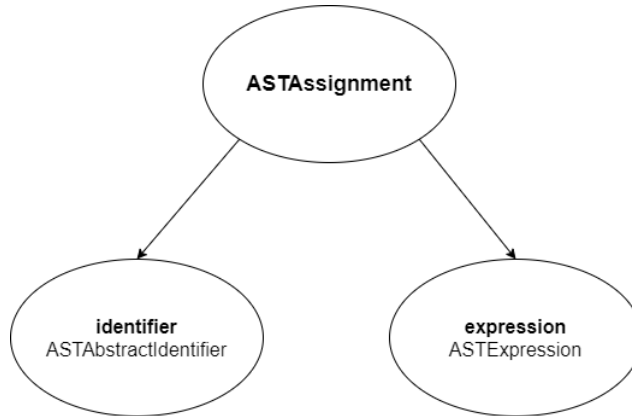 ASTAssignment
identifier
ASTAbstractIdentifier
expression
ASTExpression